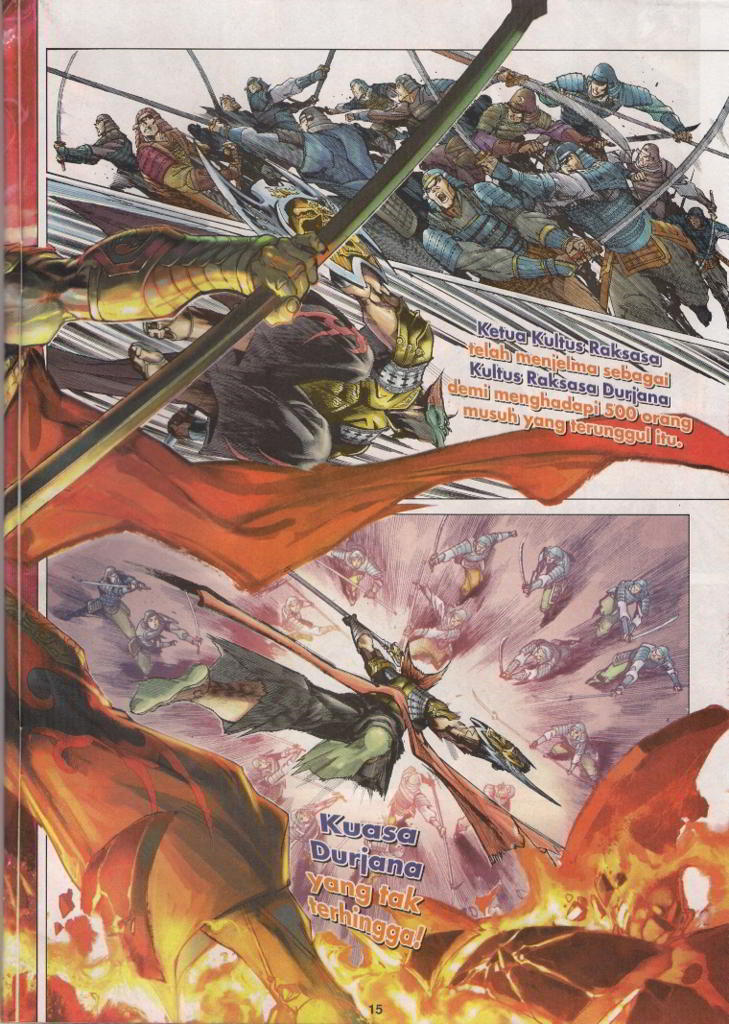 Ketua Kultus Raksasa
telah menjelma sebagai
Kultus Raksasa Durjana
demi menghadapi 500 orang
musuh yang terunggul itu.
Kuasa
Durjana
yang tak
terhingga!
15